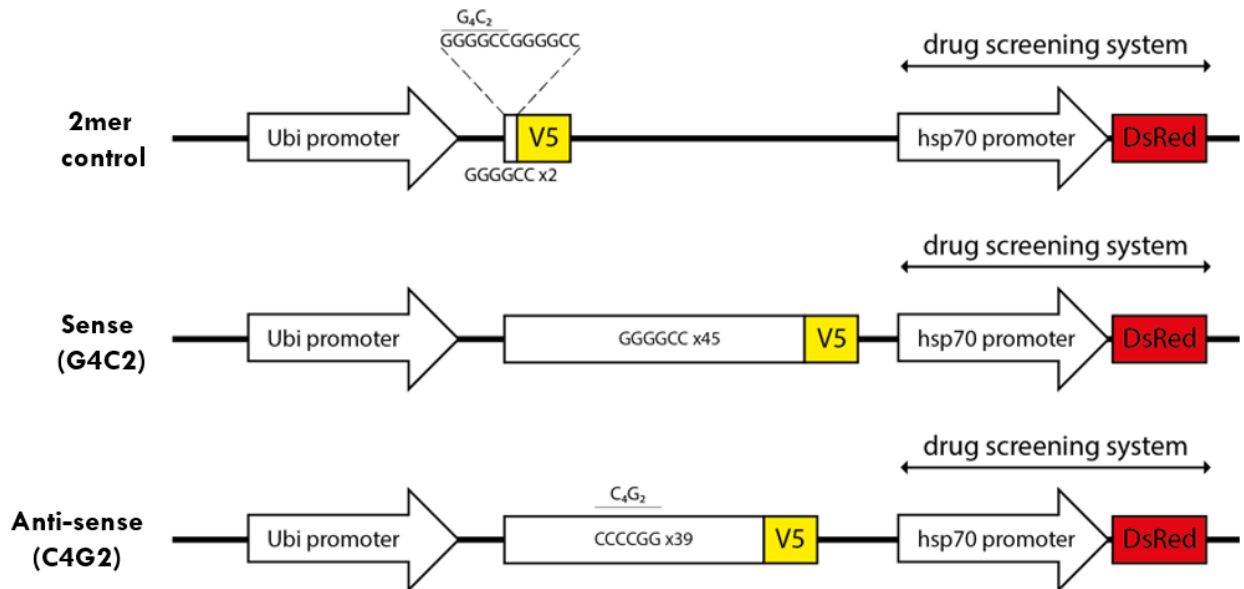 G₄C₂
GGGGCCGGGGCC
drug screening system
2mer
control
Ubi promoter
V5
hsp70 promoter
DsRed
GGGGCC x2
drug screening system
Sense
(G4C2)
Ubi promoter
GGGGCC x45
V5
hsp70 promoter
DsRed
drug screening system
Anti-sense
(C4G2)
Ubi promoter
C₄G₂
CCCCGG x39
V5
hsp70 promoter
DsRed